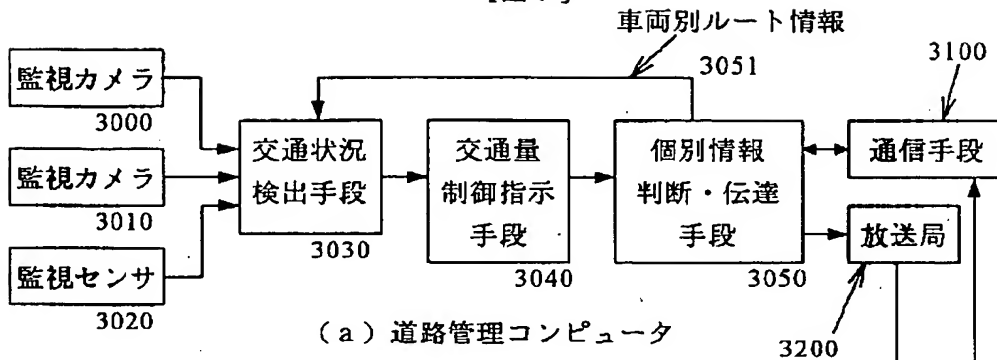 車両別ルート情報
3051
3100
監視カメラ
3000
監視カメラ
3010
監視センサ
3020
交通状況
検出手段
3030
交通量
制御指示
手段
3040
個別情報
判断・伝達
手段
3050
通信手段
放送局
3200
(a)道路管理コンピュータ